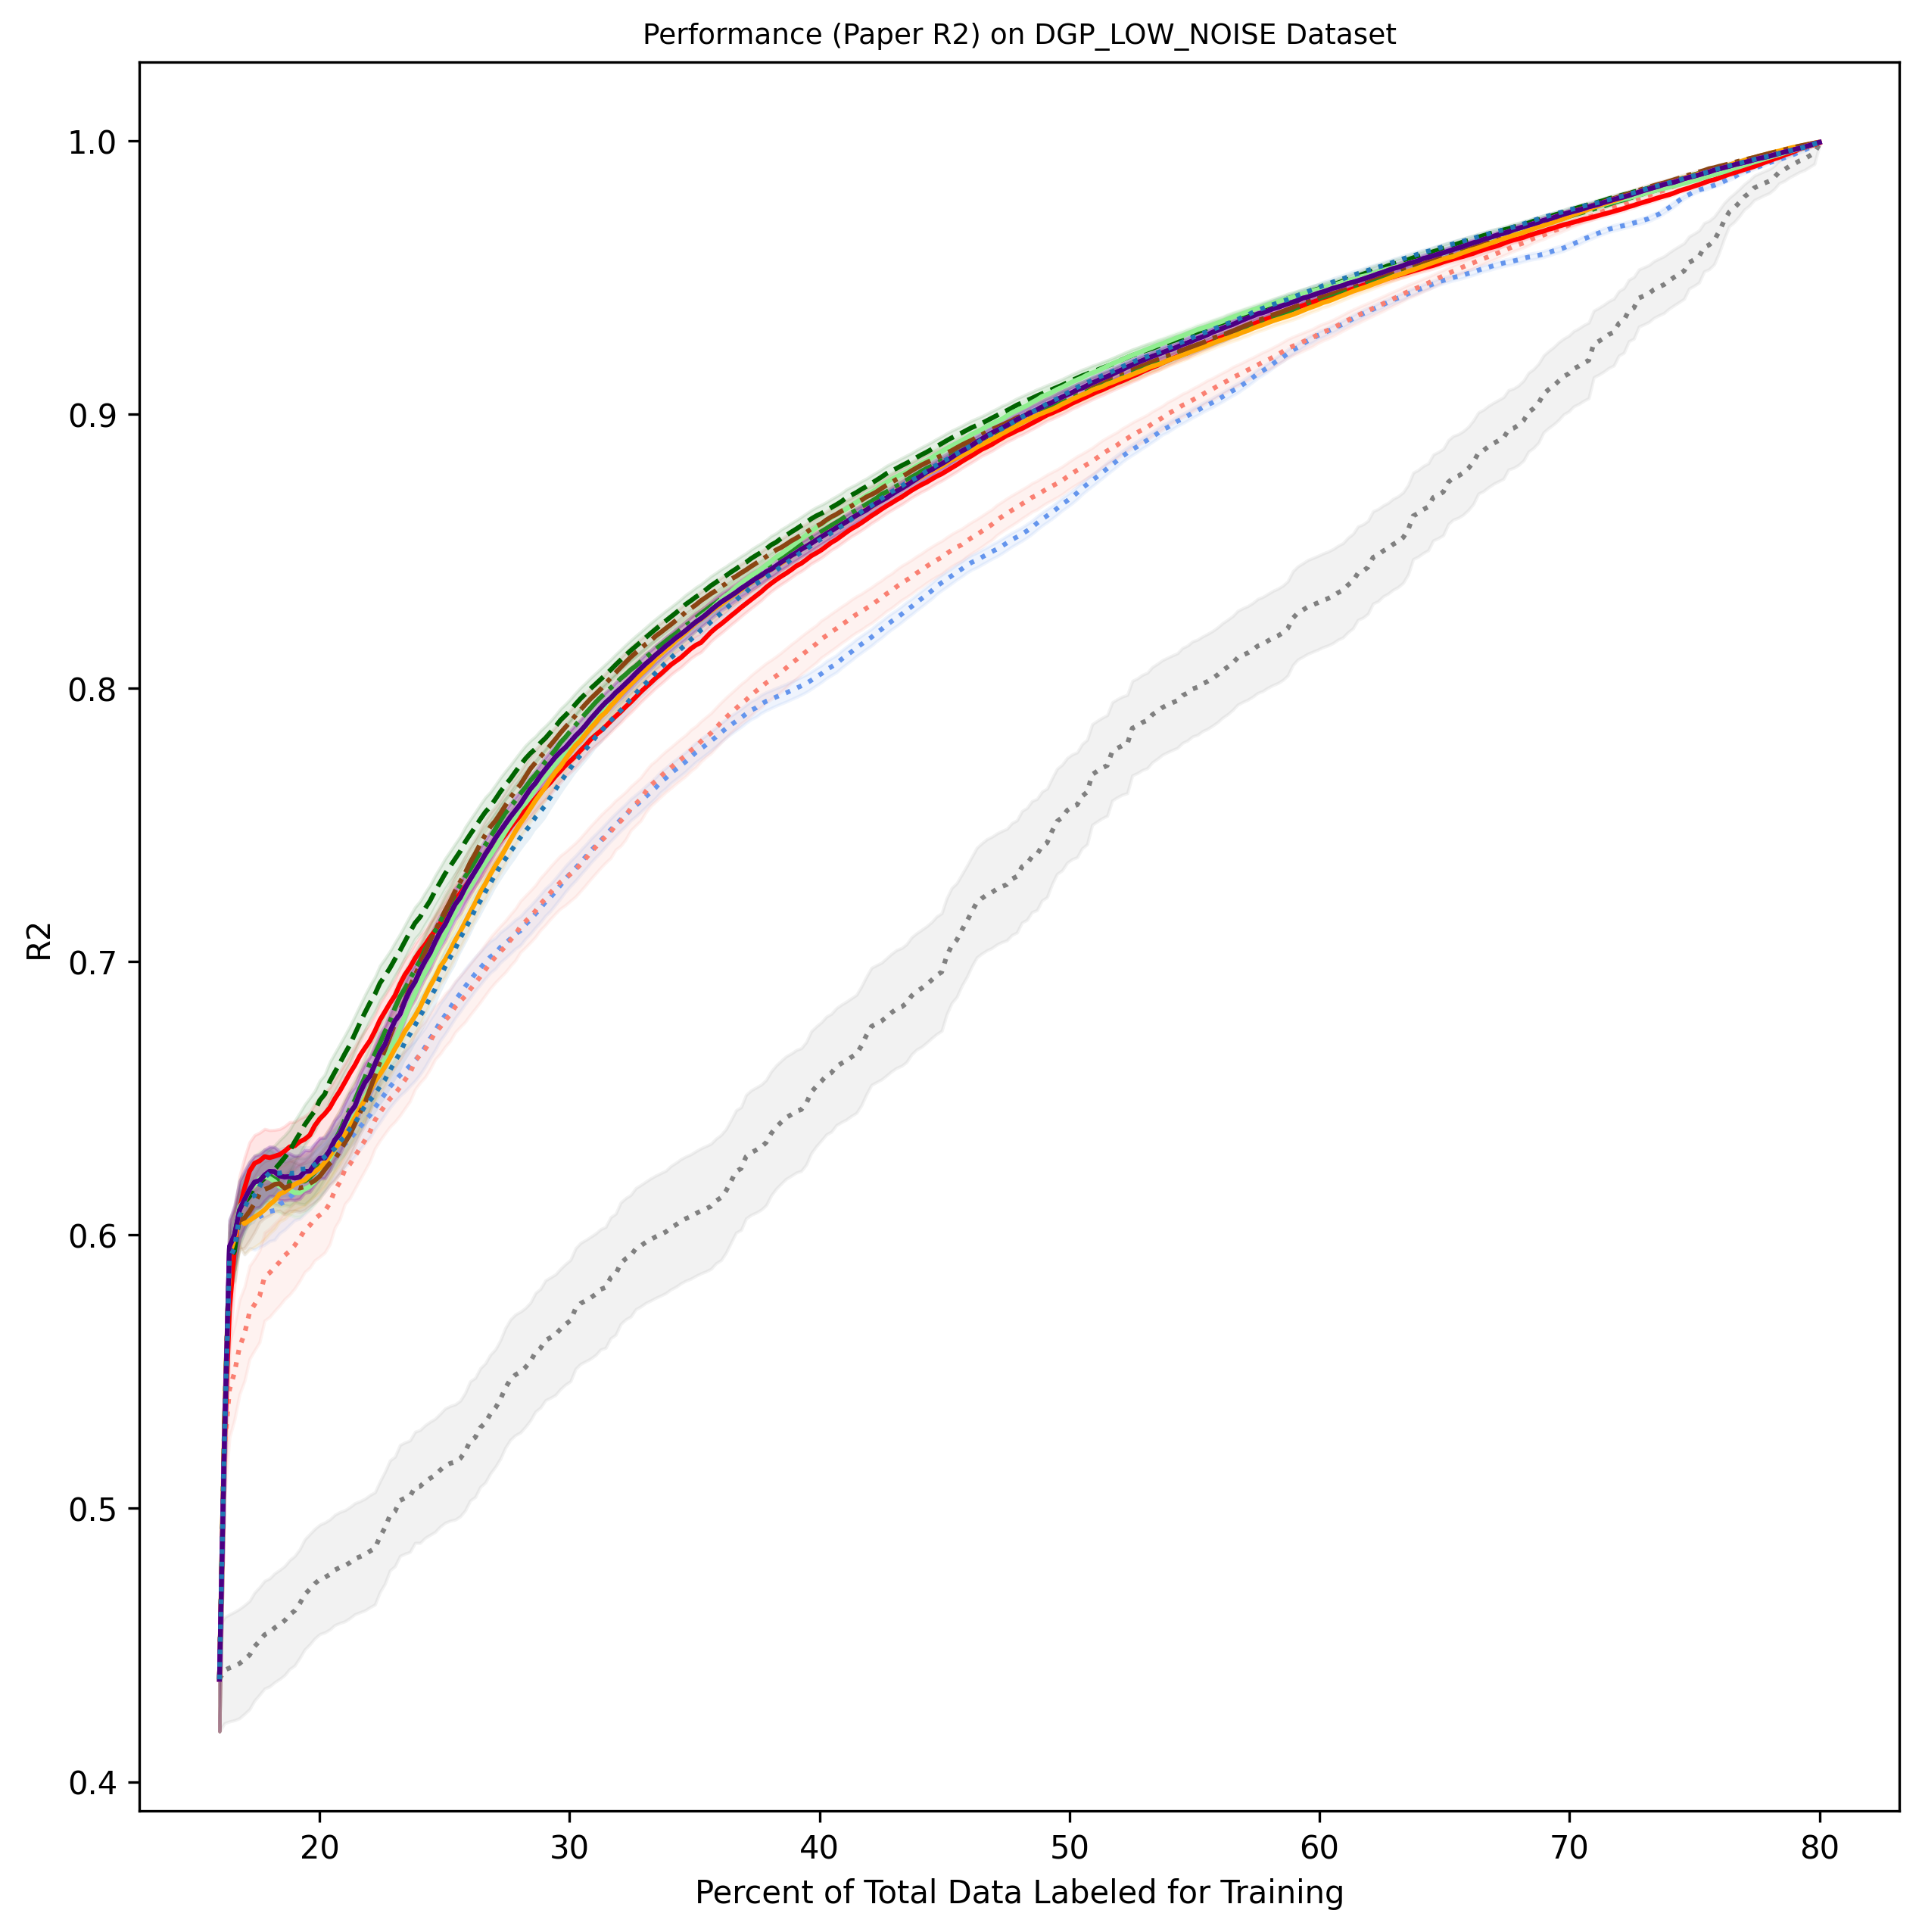 Performance (Paper R2) on DGP_LOW_NOISE Dataset
1.0
0.9
0.8
0.7
0.6
0.5
0.4
R2
20 30 40 50 60 70 80
Percent of Total Data Labeled for Training